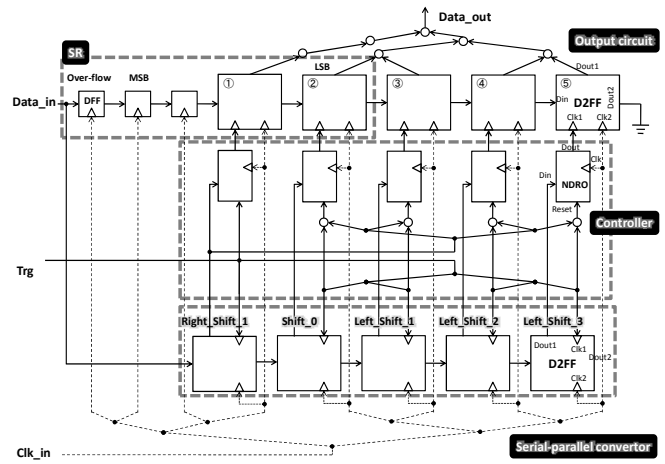 Data_out
Output circuit
SR
Over-flow
MSB
LSB
① ② ③ ④ ⑤
Dout1
Data_in
DFF
Din
D2FF
Dout2
Clk1
Clk2
Dout
Clk
Din
NDRO
Reset
Controller
Trg
Right_Shift_1
Shift_0
Left_Shift_1
Left_Shift_2
Left_Shift_3
Dout1
Clk1
Dout2
D2FF
Clk2
Serial-parallel convertor
Clk_in